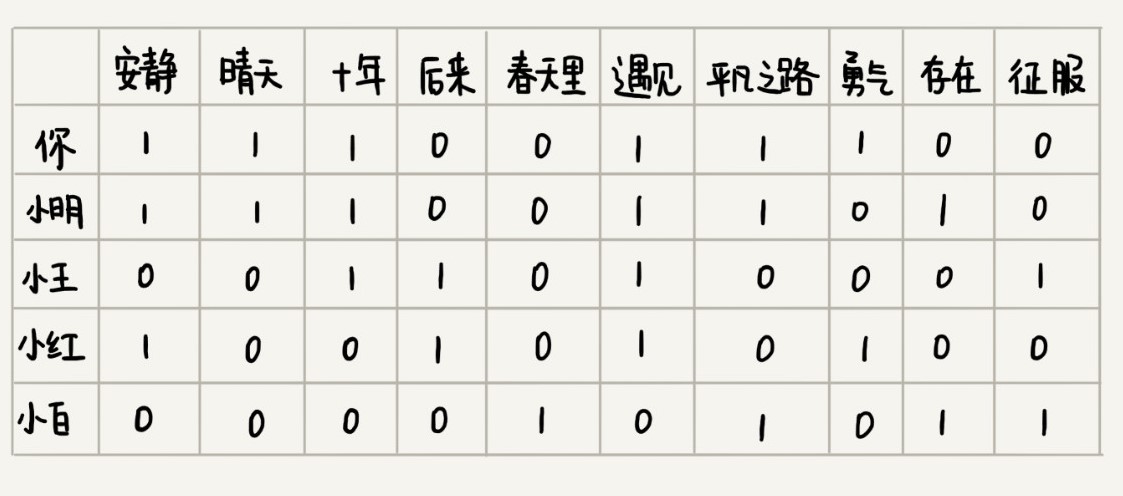 安静 晴天 十年 后来 春天里 遇见 平凡之路 勇气 存在 征服
你 1 1 1 0 0 1 1 1 0 0
小明 1 1 1 0 0 1 1 0 1 0
小王 0 0 1 1 0 1 0 0 0 1
小红 1 0 0 1 0 1 0 1 0 0
小白 0 0 0 0 1 0 1 0 1 1